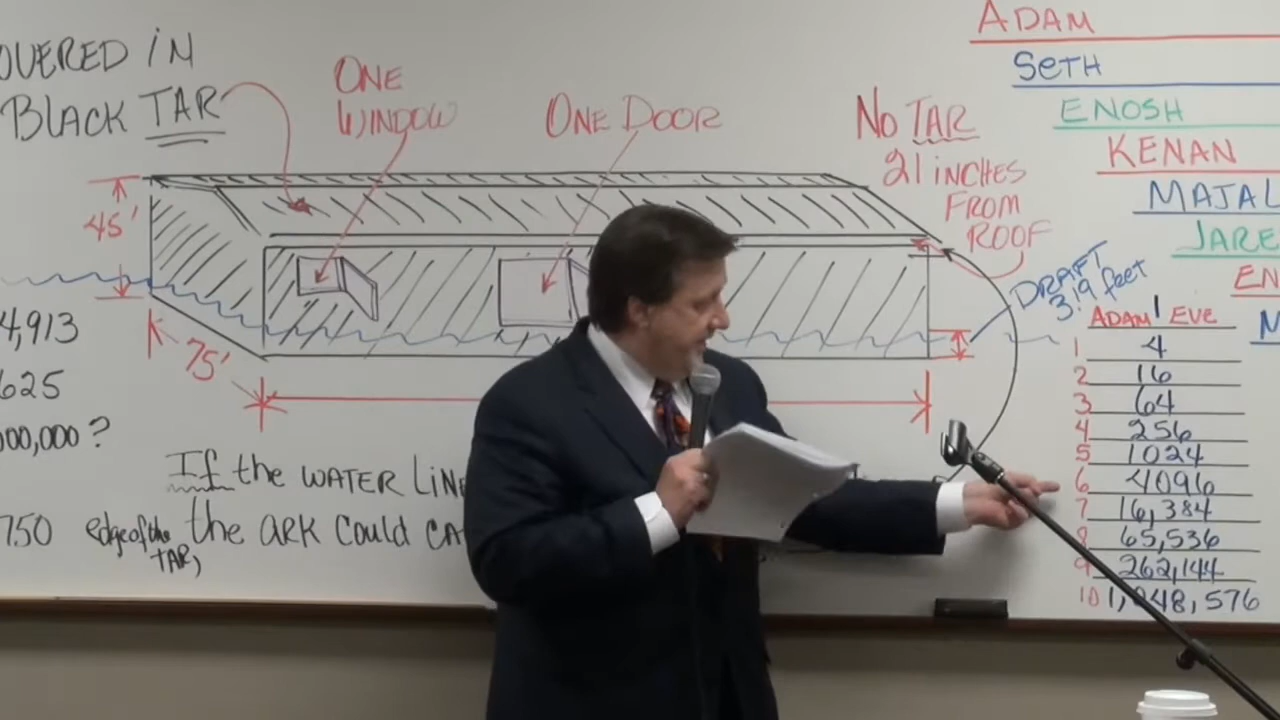 OVERED IN
BLACK TAR
ONE
WINDOW
ONE DOOR
NO TAR
21 INCHES
FROM
ROOF
45'
75'
DRAFT
3.19 feet
4,913
625
00,000?
750
If the WATER LINE
edge of the
TAR,
the ARK COULD CA
ADAM
SETH
ENOSH
KENAN
MAJAL
JARE
EN
M
ADAM / EVE
1 4
2 16
3 64
4 256
5 1024
6 4096
7 16,384
8 65,536
9 262,144
10 1,048,576